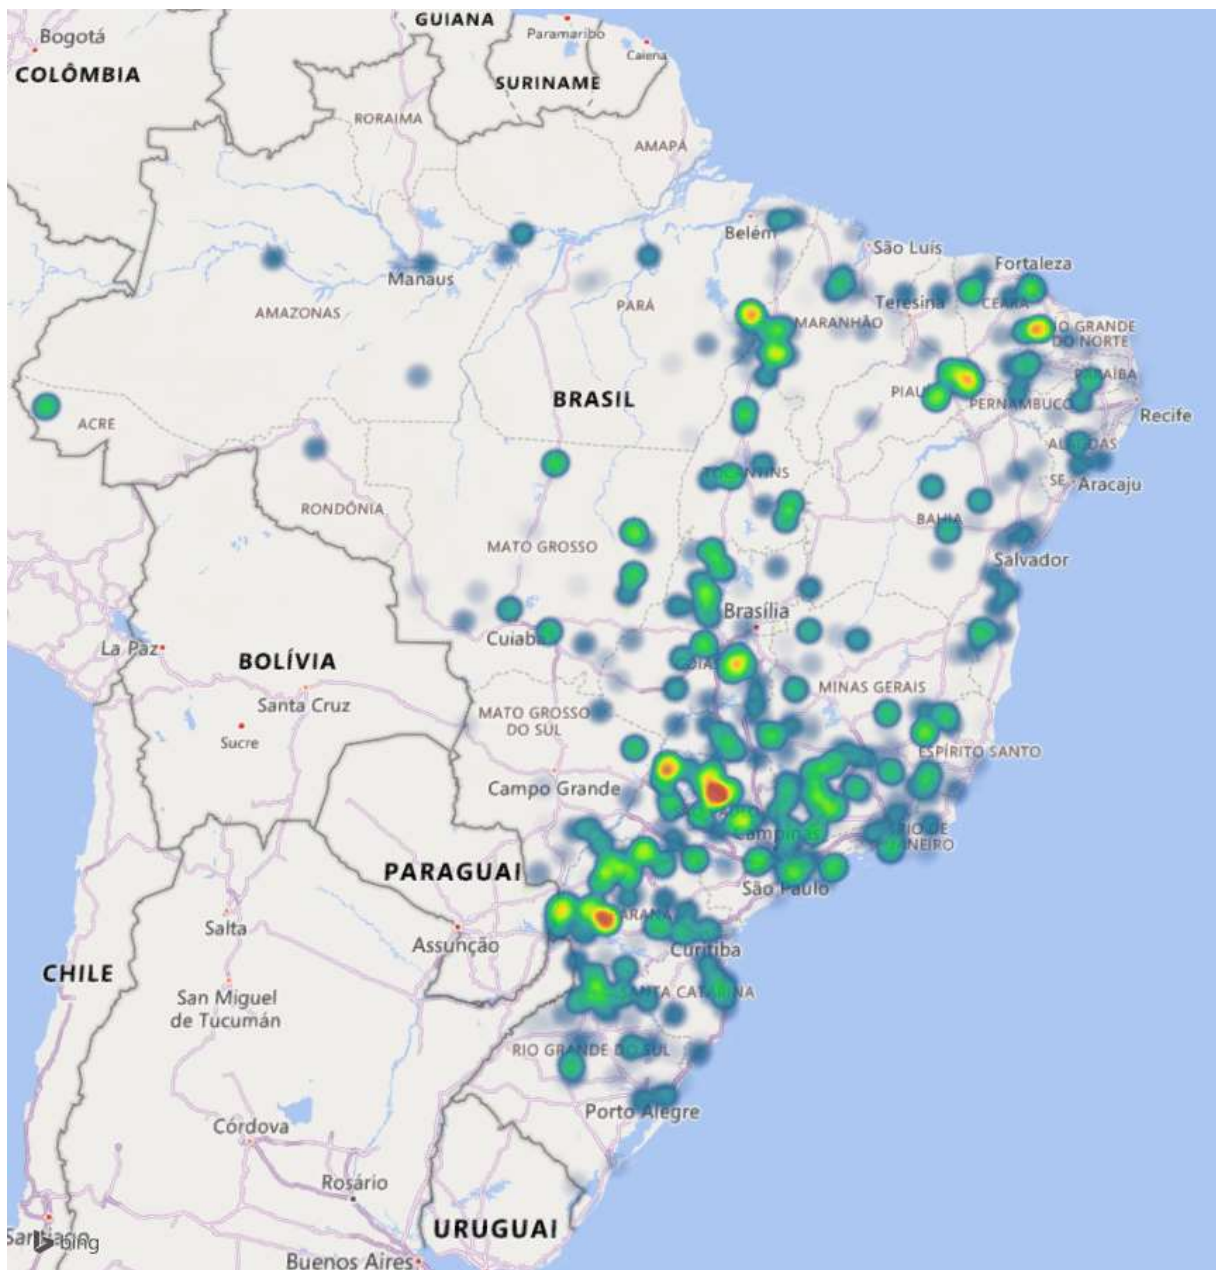 GUIANA
Paramaribo
Bogotá
Caiena
COLÔMBIA
SURINAME
RORAIMA
AMAPÁ
Belém
São Luís
Fortaleza
Manaus
Teresina
CEARÁ
PARÁ
AMAZONAS
MARANHÃO
IO GRANDE
DO NORTE
PARAÍBA
BRASIL
PIAU
PERNAMBUCO
Recife
ACRE
ALAGOAS
TOCANTINS
SE
Aracaju
RONDÔNIA
BAHIA
MATO GROSSO
Salvador
Brasília
Cuiabá
La Paz
BOLÍVIA
GOIÁS
MINAS GERAIS
Santa Cruz
MATO GROSSO
DO SUL
Sucre
ESPÍRITO SANTO
Campo Grande
Campinas
RIO DE
JANEIRO
PARAGUAI
São Paulo
PARANÁ
Salta
Assunção
Curitiba
CHILE
SANTA CATARINA
San Miguel
de Tucumán
RIO GRANDE DO SUL
Porto Alegre
Córdova
Rosário
URUGUAI
Santiago
bing
Buenos Aires